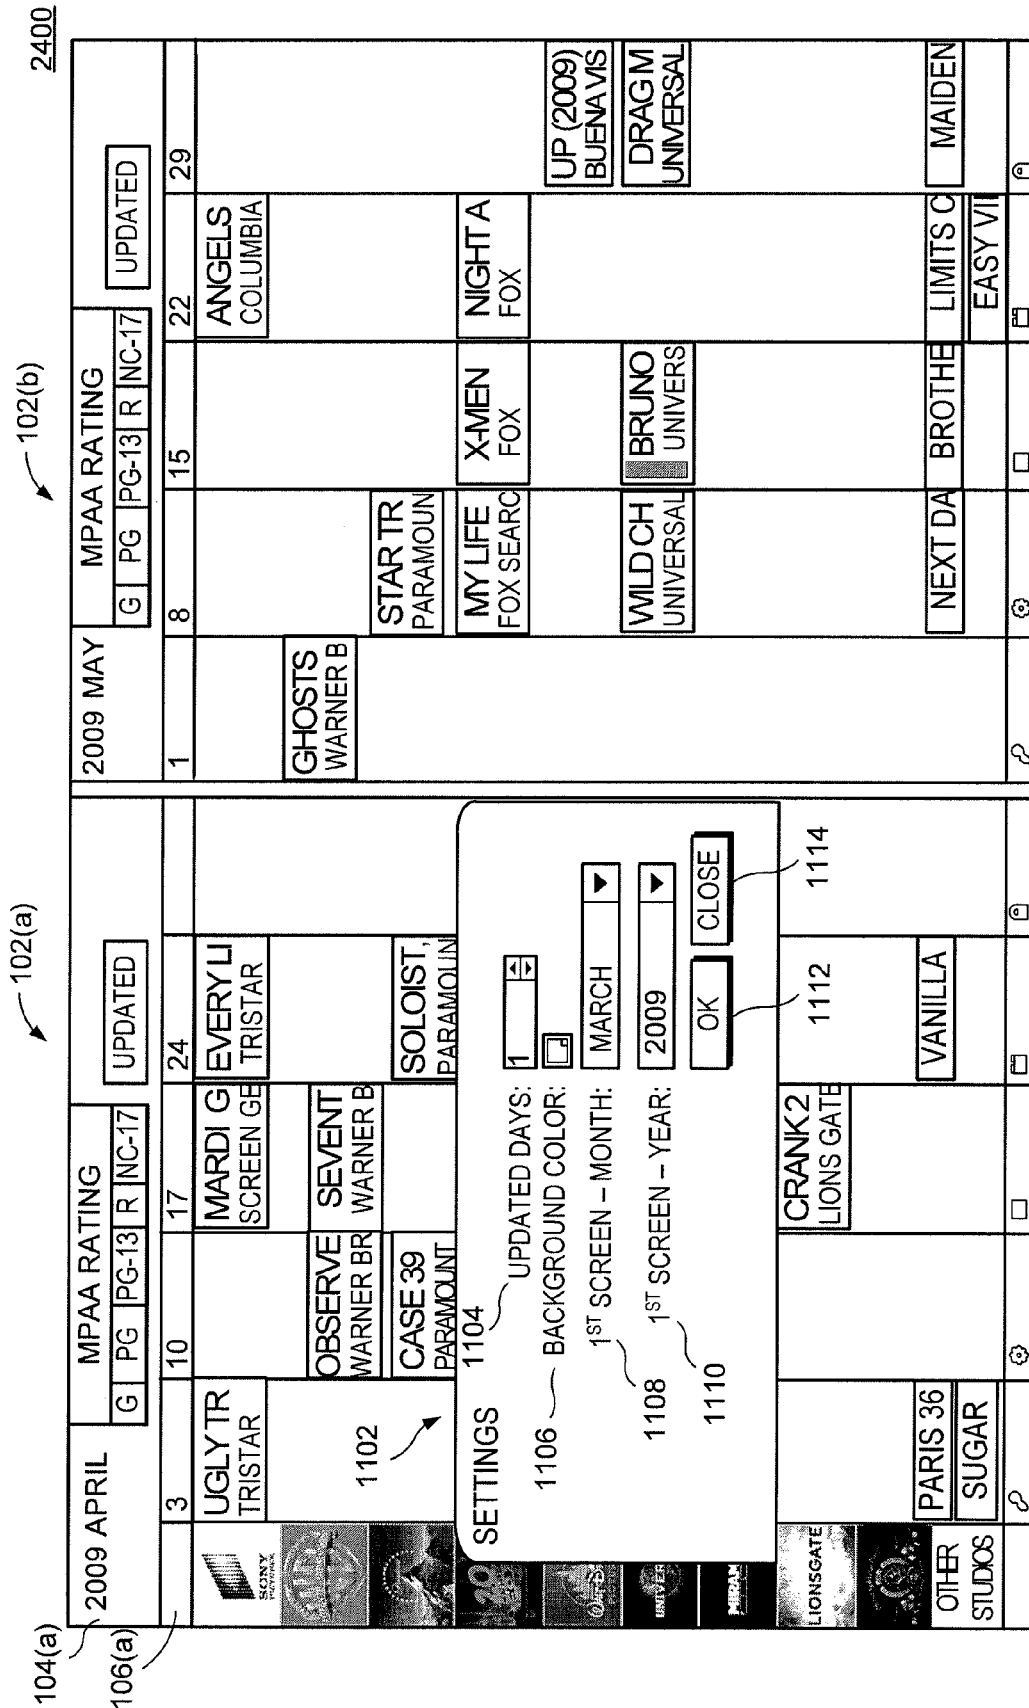 2400
102(a)
102(b)
104(a)
2009 APRIL
MPAA RATING
G PG PG-13 R NC-17
UPDATED
2009 MAY
MPAA RATING
G PG PG-13 R NC-17
UPDATED
106(a)
3 10 17 24
1 8 15 22 29
SONY
UGLY TR
TRISTAR
MARDI G
SCREEN GE
EVERY LI
TRISTAR
ANGELS
COLUMBIA
OBSERVE
WARNER BR
SEVENT
WARNER B
GHOSTS
WARNER B
CASE 39
PARAMOUNT
SOLOIST,
PARAMOUN
STAR TR
PARAMOUN
1102
SETTINGS
1104
UPDATED DAYS:
1
1106
BACKGROUND COLOR:
1108
1ST SCREEN – MONTH:
MARCH
1110
1ST SCREEN – YEAR:
2009
OK
CLOSE
1112
1114
20
MY LIFE
FOX SEARC
X-MEN
FOX
NIGHT A
FOX
UP (2009)
BUENA VIS
UNIVER
WILD CH
UNIVERSAL
BRUNO
UNIVERS
DRAG M
UNIVERSAL
LIONSGATE
CRANK 2
LIONS GATE
OTHER
STUDIOS
PARIS 36
SUGAR
VANILLA
NEXT DA
BROTHE
LIMITS C
EASY VI
MAIDEN